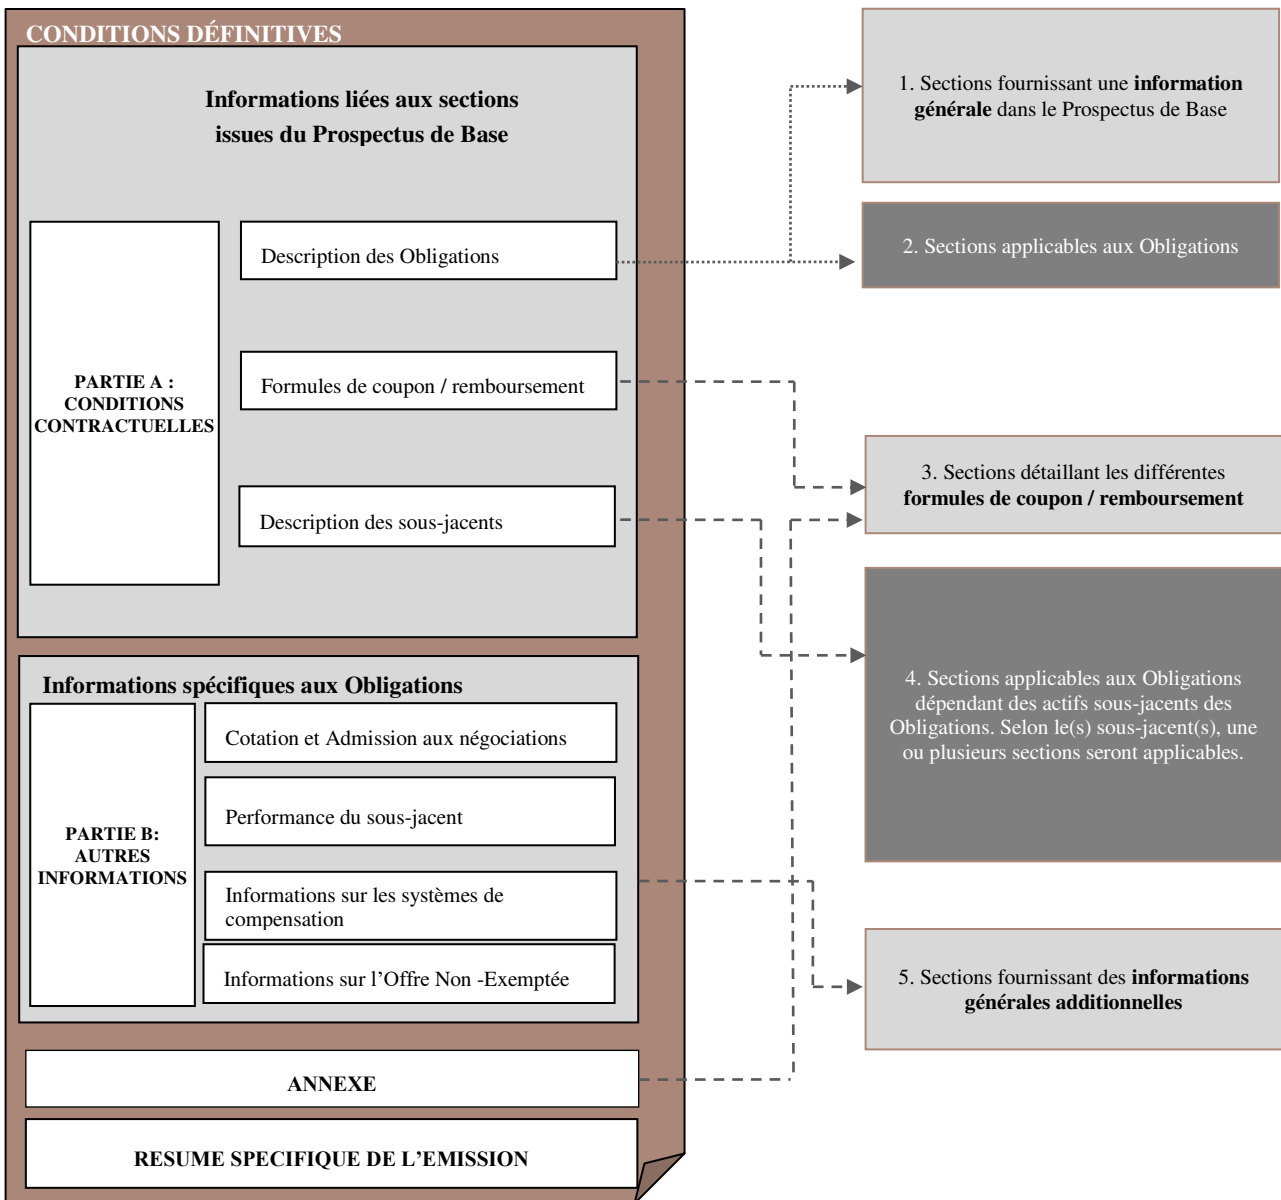 CONDITIONS DÉFINITIVES
Informations liées aux sections
issues du Prospectus de Base
PARTIE A :
CONDITIONS
CONTRACTUELLES
Description des Obligations
Formules de coupon / remboursement
Description des sous-jacents
Informations spécifiques aux Obligations
PARTIE B:
AUTRES
INFORMATIONS
Cotation et Admission aux négociations
Performance du sous-jacent
Informations sur les systèmes de
compensation
Informations sur l’Offre Non -Exemptée
ANNEXE
RESUME SPECIFIQUE DE L’EMISSION
1. Sections fournissant une information
générale dans le Prospectus de Base
2. Sections applicables aux Obligations
3. Sections détaillant les différentes
formules de coupon / remboursement
4. Sections applicables aux Obligations
dépendant des actifs sous-jacents des
Obligations. Selon le(s) sous-jacent(s), une
ou plusieurs sections seront applicables.
5. Sections fournissant des informations
générales additionnelles